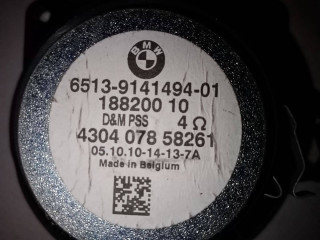 BMW
6513-9141494-01
188200 10
D&M PSS 4 Ω
4304 078 58261
05.10.10-14-13-7A
Made in Belgium